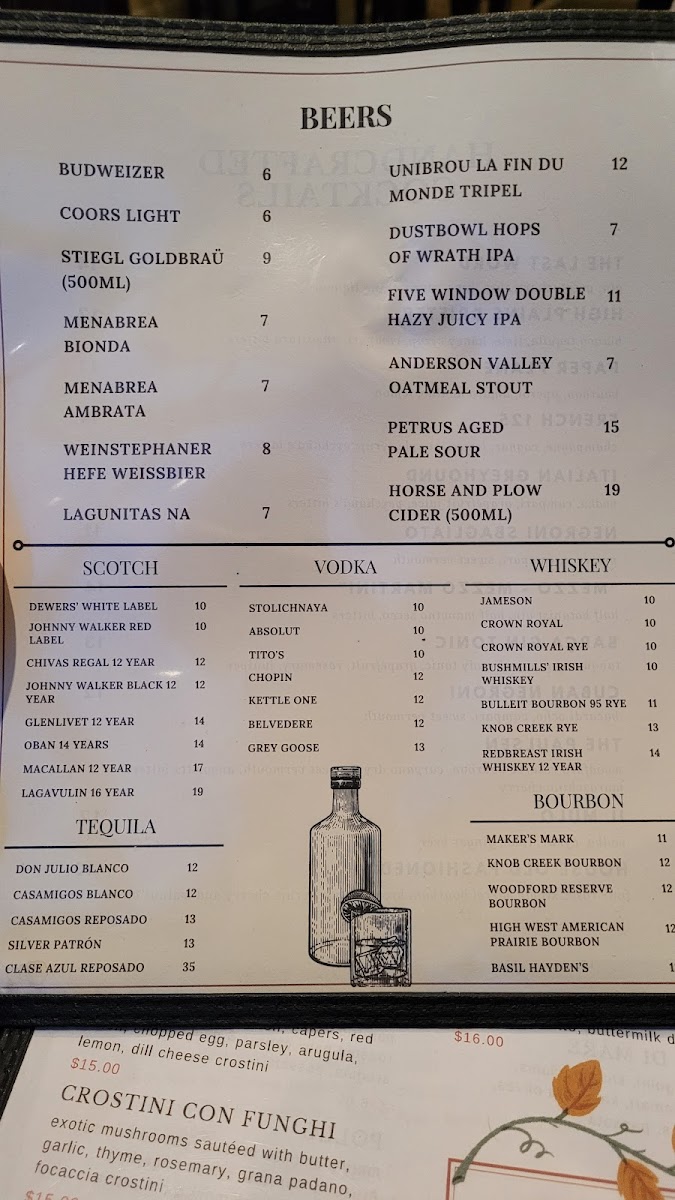 BEERS
BUDWEIZER 6
COORS LIGHT 6
STIEGL GOLDBRAÜ 9
(500ML)
MENABREA 7
BIONDA
MENABREA 7
AMBRATA
WEINSTEPHANER 8
HEFE WEISSBIER
LAGUNITAS NA 7
UNIBROU LA FIN DU 12
MONDE TRIPEL
DUSTBOWL HOPS 7
OF WRATH IPA
FIVE WINDOW DOUBLE 11
HAZY JUICY IPA
ANDERSON VALLEY 7
OATMEAL STOUT
PETRUS AGED 15
PALE SOUR
HORSE AND PLOW 19
CIDER (500ML)
SCOTCH
DEWERS' WHITE LABEL 10
JOHNNY WALKER RED 10
LABEL
CHIVAS REGAL 12 YEAR 12
JOHNNY WALKER BLACK 12 12
YEAR
GLENLIVET 12 YEAR 14
OBAN 14 YEARS 14
MACALLAN 12 YEAR 17
LAGAVULIN 16 YEAR 19
TEQUILA
DON JULIO BLANCO 12
CASAMIGOS BLANCO 12
CASAMIGOS REPOSADO 13
SILVER PATRÓN 13
CLASE AZUL REPOSADO 35
VODKA
STOLICHNAYA 10
ABSOLUT 10
TITO'S 10
CHOPIN 12
KETTLE ONE 12
BELVEDERE 12
GREY GOOSE 13
WHISKEY
JAMESON 10
CROWN ROYAL 10
CROWN ROYAL RYE 10
BUSHMILLS' IRISH 10
WHISKEY
BULLEIT BOURBON 95 RYE 11
KNOB CREEK RYE 13
REDBREAST IRISH 14
WHISKEY 12 YEAR
BOURBON
MAKER'S MARK 11
KNOB CREEK BOURBON 12
WOODFORD RESERVE 12
BOURBON
HIGH WEST AMERICAN 12
PRAIRIE BOURBON
BASIL HAYDEN'S
chopped egg, parsley, arugula, capers, red
lemon, dill cheese crostini
$15.00
$16.00
buttermilk d
CROSTINI CON FUNGHI
exotic mushrooms sautéed with butter,
garlic, thyme, rosemary, grana padano,
focaccia crostini
$15.00